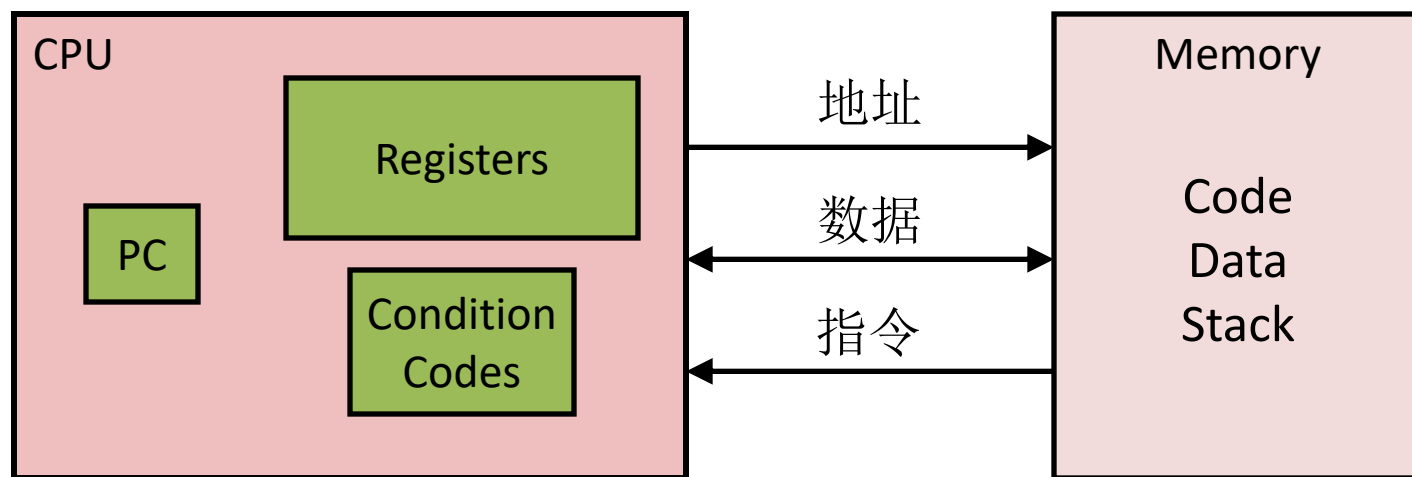 CPU
Registers
PC
Condition
Codes
地址
数据
指令
Memory
Code
Data
Stack